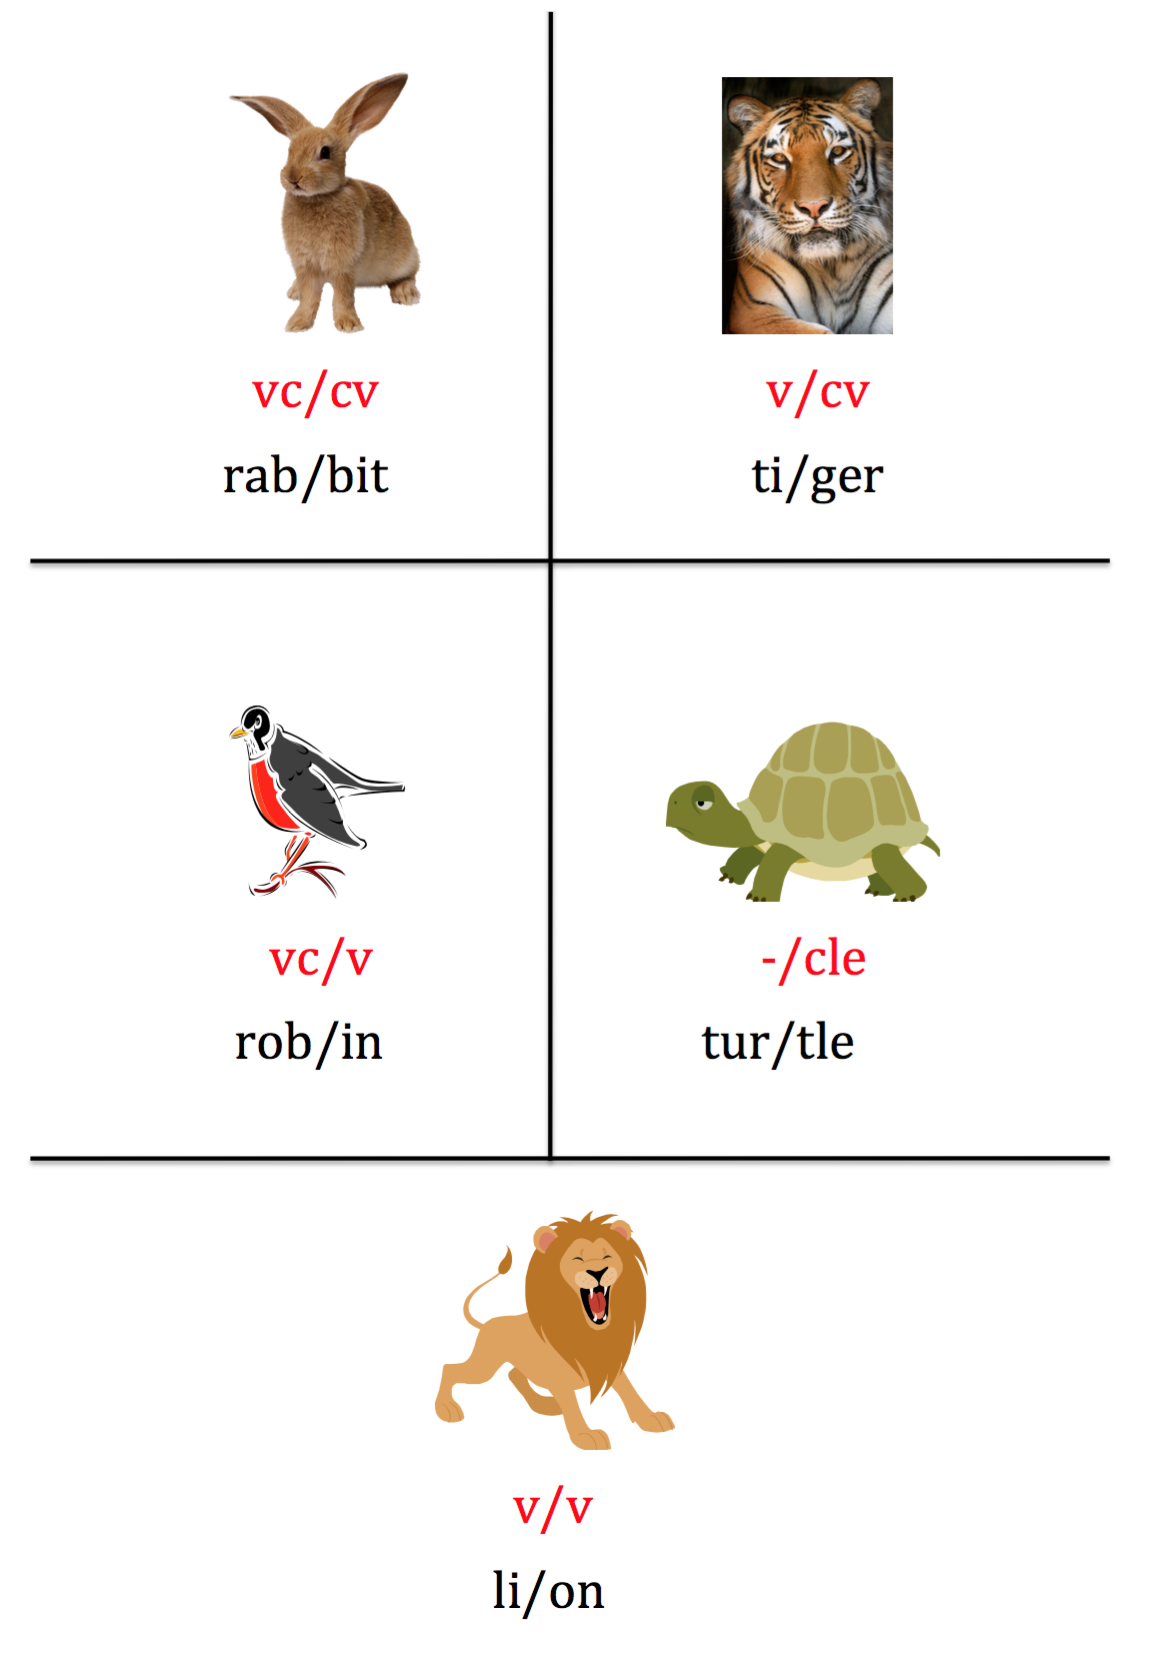 vc/cv
rab/bit
v/cv
ti/ger
vc/v
rob/in
-/cle
tur/tle
v/v
li/on